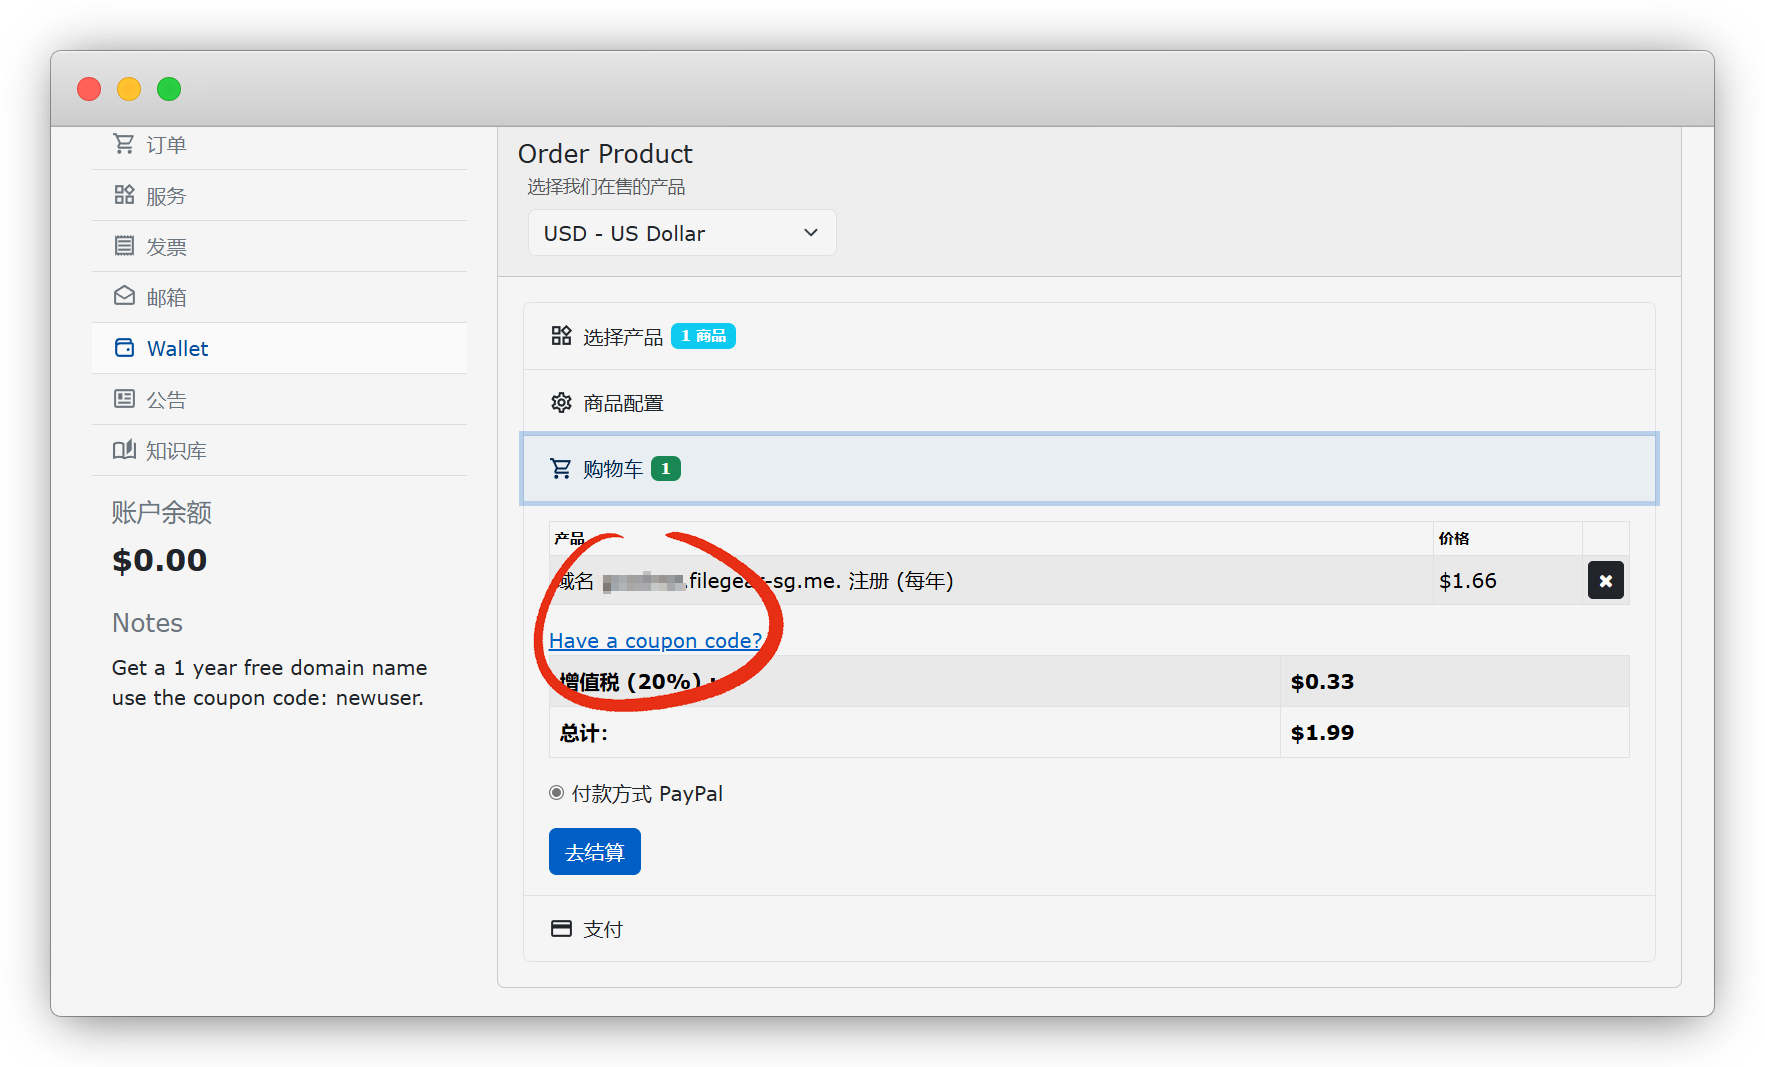 订单
服务
发票
邮箱
Wallet
公告
知识库
账户余额
$0.00
Notes
Get a 1 year free domain name
use the coupon code: newuser.
Order Product
选择我们在售的产品
USD - US Dollar
选择产品 1 商品
商品配置
购物车 1
产品 价格
域名 .filegear-sg.me. 注册 (每年) $1.66
Have a coupon code?
增值税 (20%) : $0.33
总计: $1.99
付款方式 PayPal
去结算
支付